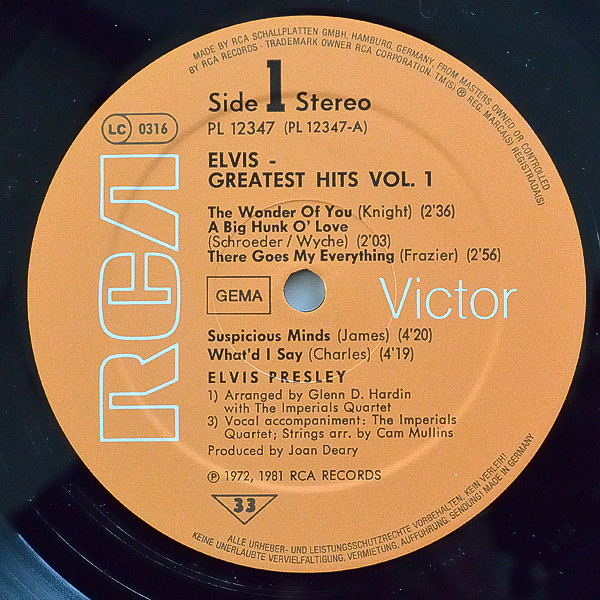 MADE BY RCA SCHALLPLATTEN GMBH, HAMBURG, GERMANY, FROM MASTERS OWNED OR CONTROLLED
BY RCA RECORDS · TRADEMARK OWNER RCA CORPORATION. TM(S) ® REG. MARCA(S) REGISTRADA(S)
Side 1 Stereo
PL 12347 (PL 12347-A)
LC 0316
ELVIS -
GREATEST HITS VOL. 1
The Wonder Of You (Knight) (2'36)
A Big Hunk O' Love
(Schroeder / Wyche) (2'03)
There Goes My Everything (Frazier) (2'56)
RCA
GEMA
Victor
Suspicious Minds (James) (4'20)
What'd I Say (Charles) (4'19)
ELVIS PRESLEY
1) Arranged by Glenn D. Hardin
with The Imperials Quartet
3) Vocal accompaniment: The Imperials
Quartet; Strings arr. by Cam Mullins
Produced by Joan Deary
℗ 1972, 1981 RCA RECORDS
33
ALLE URHEBER- UND LEISTUNGSSCHUTZRECHTE VORBEHALTEN, KEIN VERLEIH!
KEINE UNERLAUBTE VERVIELFÄLTIGUNG, VERMIETUNG, AUFFÜHRUNG, SENDUNG! MADE IN GERMANY